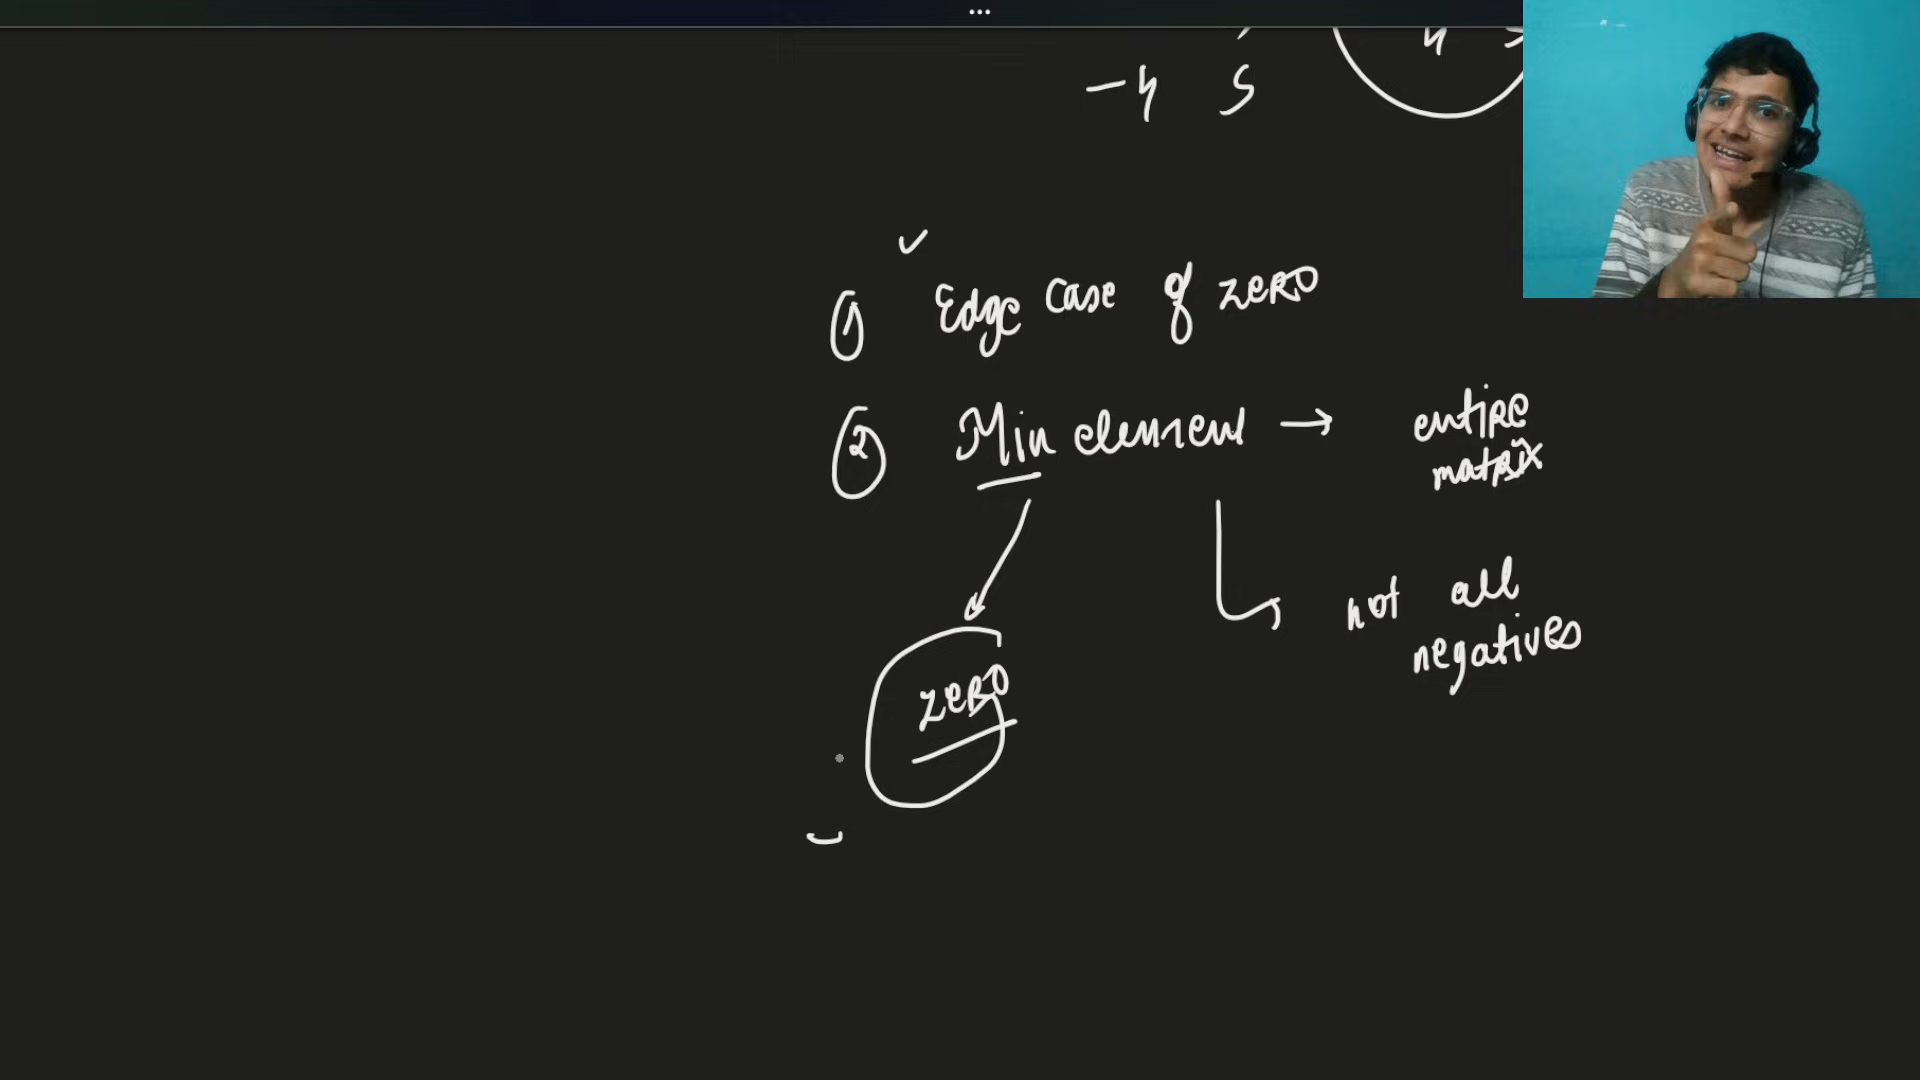 -4 5
① Edge case of zero
② Min element → entire
matrix
not all
negatives
zero